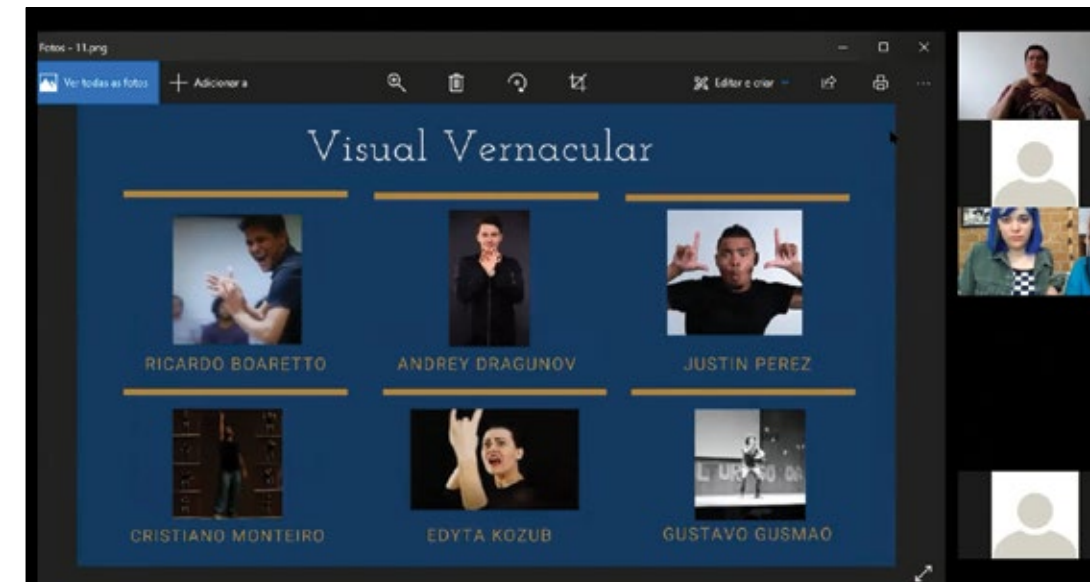 Fotos - 11.png
Ver todas as fotos
Adicionar a
Editar e criar
Visual Vernacular
RICARDO BOARETTO
ANDREY DRAGUNOV
JUSTIN PEREZ
CRISTIANO MONTEIRO
EDYTA KOZUB
GUSTAVO GUSMAO